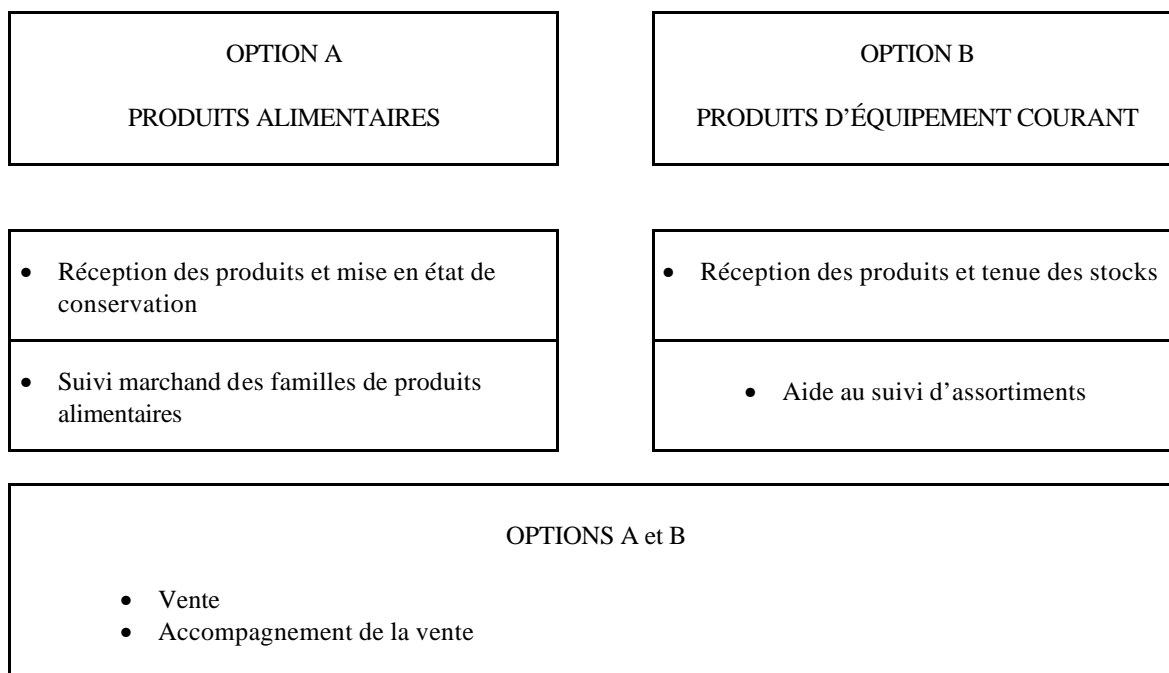 OPTION A
PRODUITS ALIMENTAIRES
OPTION B
PRODUITS D’ÉQUIPEMENT COURANT
• Réception des produits et mise en état de
conservation
• Réception des produits et tenue des stocks
• Suivi marchand des familles de produits
alimentaires
• Aide au suivi d’assortiments
OPTIONS A et B
• Vente
• Accompagnement de la vente